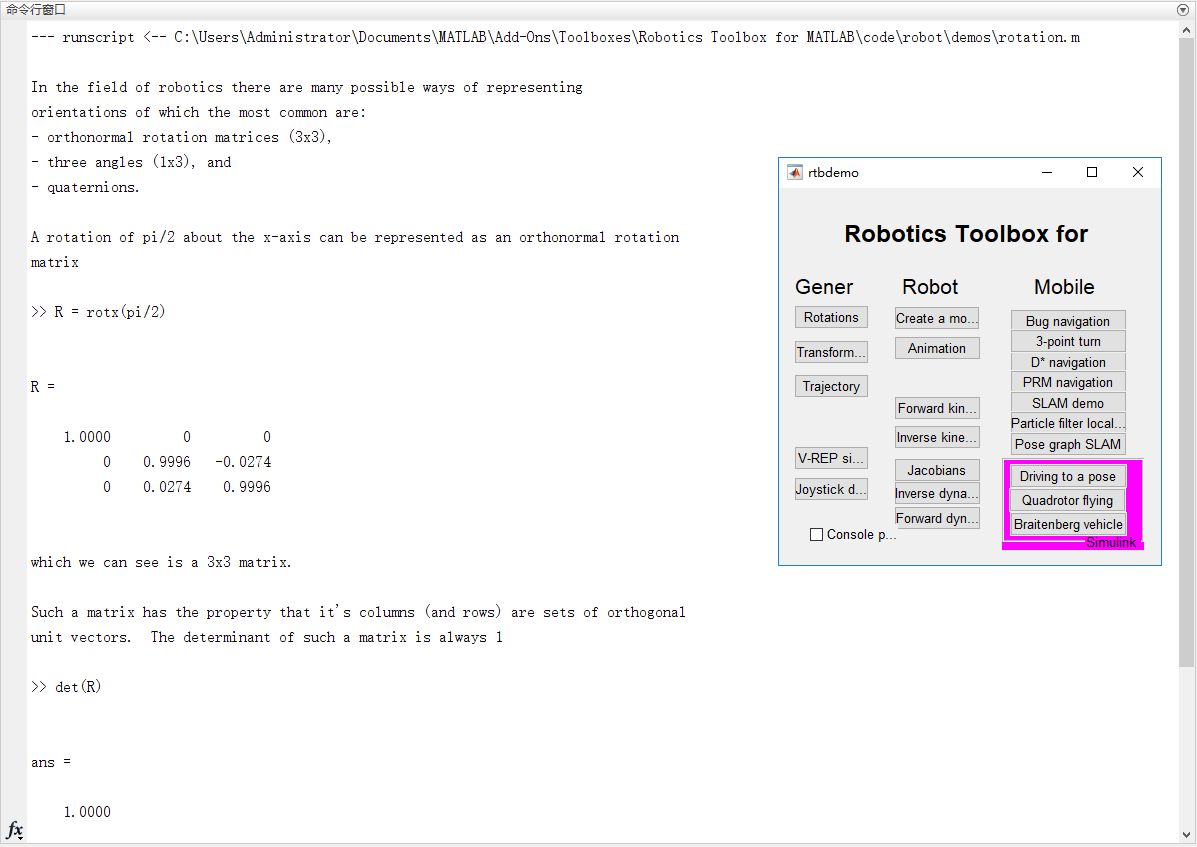 命令行窗口
--- runscript <-- C:\Users\Administrator\Documents\MATLAB\Add-Ons\Toolboxes\Robotics Toolbox for MATLAB\code\robot\demos\rotation.m
In the field of robotics there are many possible ways of representing
orientations of which the most common are:
- orthonormal rotation matrices (3x3),
- three angles (1x3), and
- quaternions.
A rotation of pi/2 about the x-axis can be represented as an orthonormal rotation
matrix
>> R = rotx(pi/2)
R =
1.0000 0 0
0 0.9996 -0.0274
0 0.0274 0.9996
which we can see is a 3x3 matrix.
Such a matrix has the property that it's columns (and rows) are sets of orthogonal
unit vectors.  The determinant of such a matrix is always 1
>> det(R)
ans =
1.0000
fx
rtbdemo
Robotics Toolbox for
Gener
Rotations
Transform...
Trajectory
V-REP si...
Joystick d...
Console p...
Robot
Create a mo...
Animation
Forward kin...
Inverse kine...
Jacobians
Inverse dyna...
Forward dyn...
Mobile
Bug navigation
3-point turn
D* navigation
PRM navigation
SLAM demo
Particle filter local...
Pose graph SLAM
Driving to a pose
Quadrotor flying
Braitenberg vehicle
Simulink